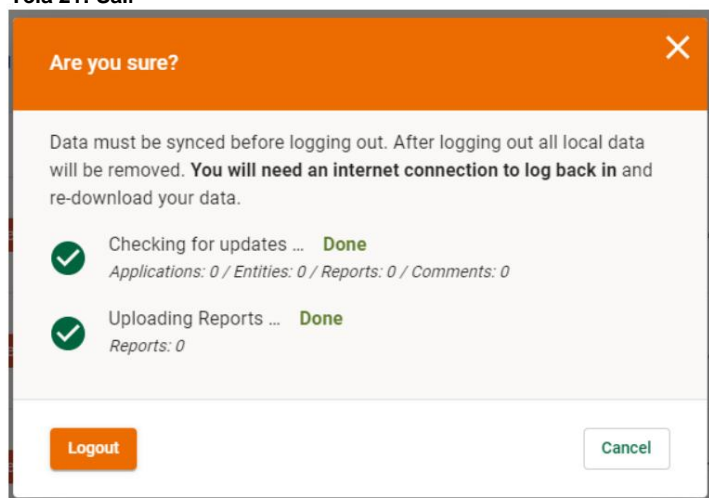 Are you sure?
Data must be synced before logging out. After logging out all local data
will be removed. You will need an internet connection to log back in and
re-download your data.
Checking for updates ... Done
Applications: 0 / Entities: 0 / Reports: 0 / Comments: 0
Uploading Reports ... Done
Reports: 0
Logout
Cancel